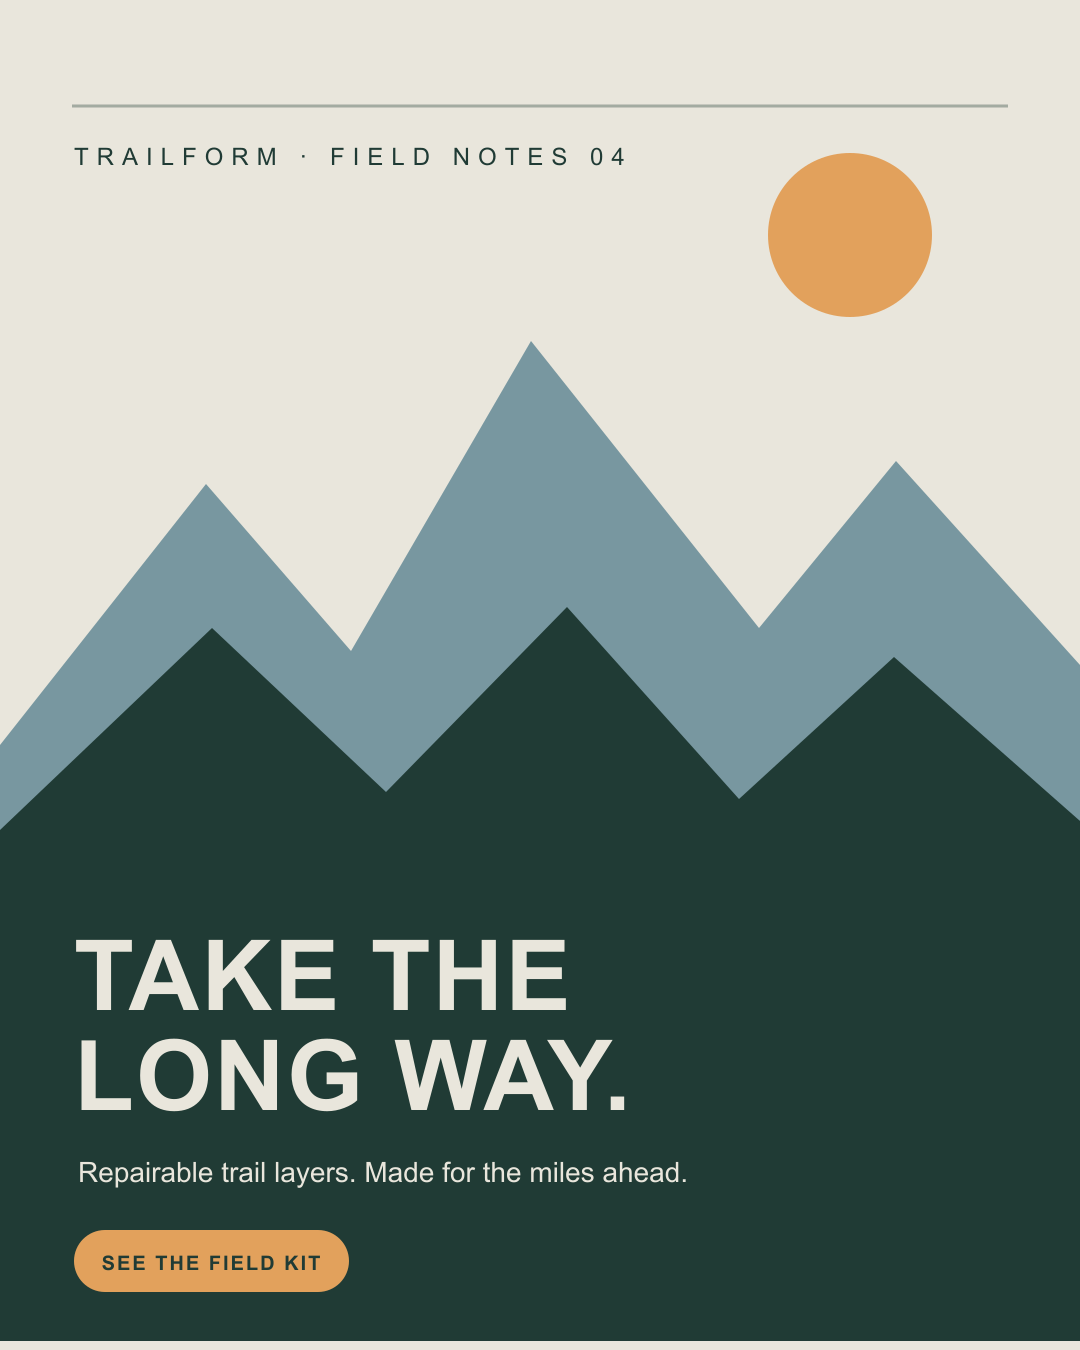 TRAILFORM · FIELD NOTES 04
TAKE THE
LONG WAY.
Repairable trail layers. Made for the miles ahead.
SEE THE FIELD KIT